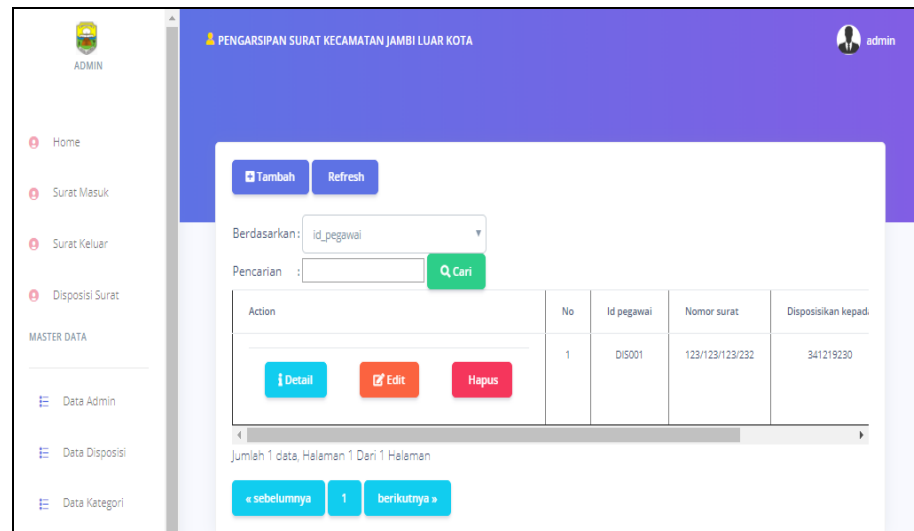 ADMIN
Home
Surat Masuk
Surat Keluar
Disposisi Surat
MASTER DATA
Data Admin
Data Disposisi
Data Kategori
PENGARSIPAN SURAT KECAMATAN JAMBI LUAR KOTA
admin
Tambah Refresh
Berdasarkan : id_pegawai
Pencarian : Cari
Action No Id pegawai Nomor surat Disposisikan kepada
Detail Edit Hapus 1 DIS001 123/123/123/232 341219230
Jumlah 1 data, Halaman 1 Dari 1 Halaman
« sebelumnya 1 berikutnya »